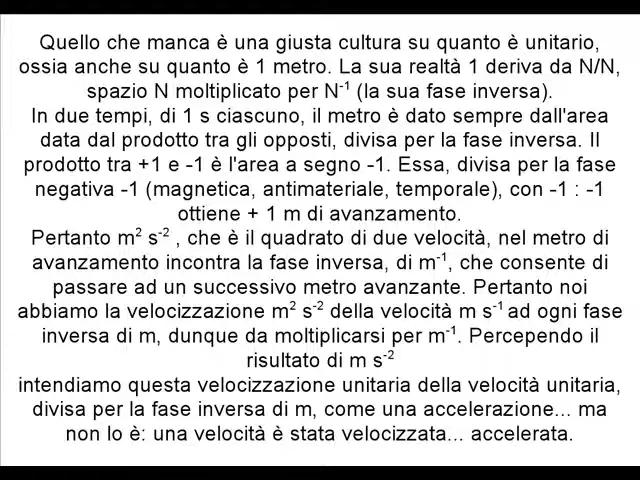 Quello che manca è una giusta cultura su quanto è unitario,
ossia anche su quanto è 1 metro. La sua realtà 1 deriva da N/N,
spazio N moltiplicato per N⁻¹ (la sua fase inversa).
In due tempi, di 1 s ciascuno, il metro è dato sempre dall'area
data dal prodotto tra gli opposti, divisa per la fase inversa. Il
prodotto tra +1 e -1 è l'area a segno -1. Essa, divisa per la fase
negativa -1 (magnetica, antimateriale, temporale), con -1 : -1
ottiene + 1 m di avanzamento.
Pertanto m² s⁻² , che è il quadrato di due velocità, nel metro di
avanzamento incontra la fase inversa, di m⁻¹, che consente di
passare ad un successivo metro avanzante. Pertanto noi
abbiamo la velocizzazione m² s⁻² della velocità m s⁻¹ ad ogni fase
inversa di m, dunque da moltiplicarsi per m⁻¹. Percependo il
risultato di m s⁻²
intendiamo questa velocizzazione unitaria della velocità unitaria,
divisa per la fase inversa di m, come una accelerazione... ma
non lo è: una velocità è stata velocizzata... accelerata.